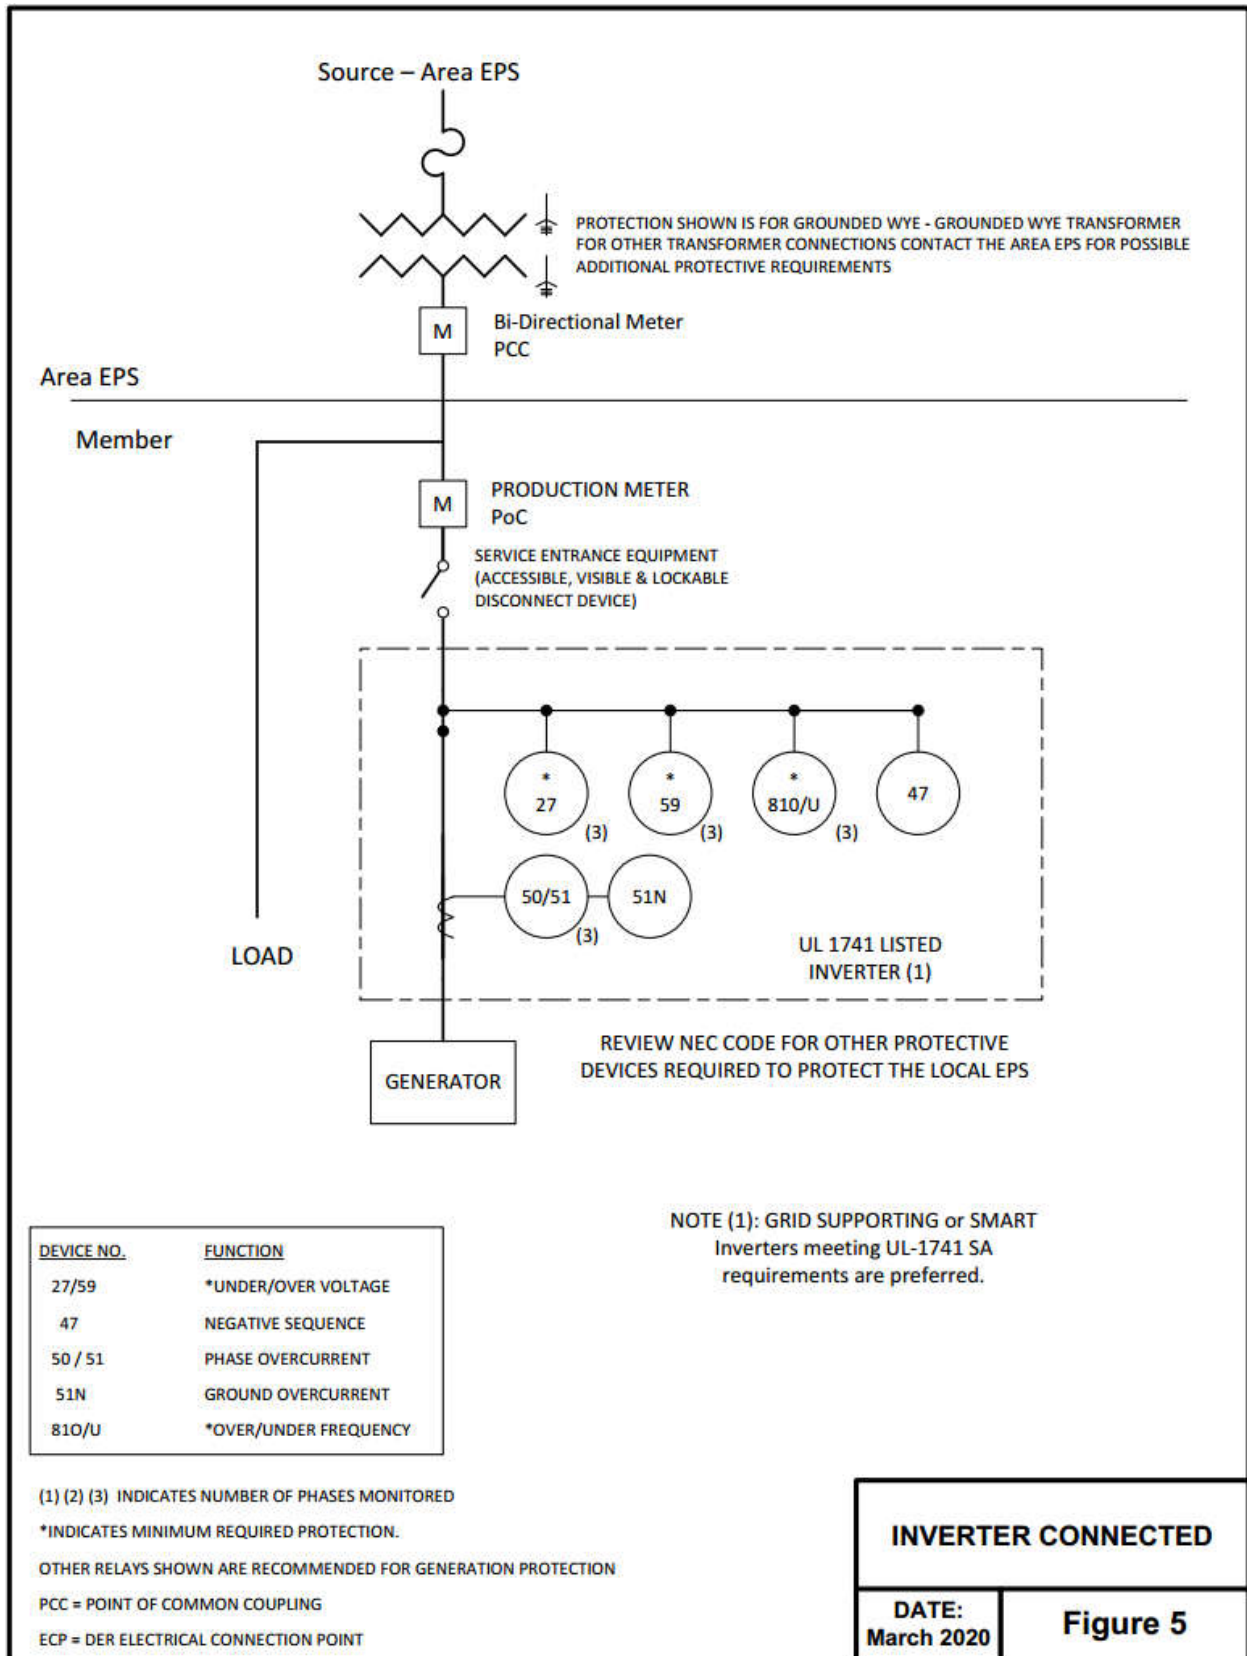 Source – Area EPS
PROTECTION SHOWN IS FOR GROUNDED WYE - GROUNDED WYE TRANSFORMER
FOR OTHER TRANSFORMER CONNECTIONS CONTACT THE AREA EPS FOR POSSIBLE
ADDITIONAL PROTECTIVE REQUIREMENTS
M
Bi-Directional Meter
PCC
Area EPS
Member
M
PRODUCTION METER
PoC
SERVICE ENTRANCE EQUIPMENT
(ACCESSIBLE, VISIBLE & LOCKABLE
DISCONNECT DEVICE)
*
27
(3)
*
59
(3)
*
81O/U
(3)
47
50/51
(3)
51N
UL 1741 LISTED
INVERTER (1)
LOAD
GENERATOR
REVIEW NEC CODE FOR OTHER PROTECTIVE
DEVICES REQUIRED TO PROTECT THE LOCAL EPS
NOTE (1): GRID SUPPORTING or SMART
Inverters meeting UL-1741 SA
requirements are preferred.
DEVICE NO. FUNCTION
27/59 *UNDER/OVER VOLTAGE
47 NEGATIVE SEQUENCE
50 / 51 PHASE OVERCURRENT
51N GROUND OVERCURRENT
81O/U *OVER/UNDER FREQUENCY
(1) (2) (3) INDICATES NUMBER OF PHASES MONITORED
*INDICATES MINIMUM REQUIRED PROTECTION.
OTHER RELAYS SHOWN ARE RECOMMENDED FOR GENERATION PROTECTION
PCC = POINT OF COMMON COUPLING
ECP = DER ELECTRICAL CONNECTION POINT
INVERTER CONNECTED
DATE:
March 2020
Figure 5